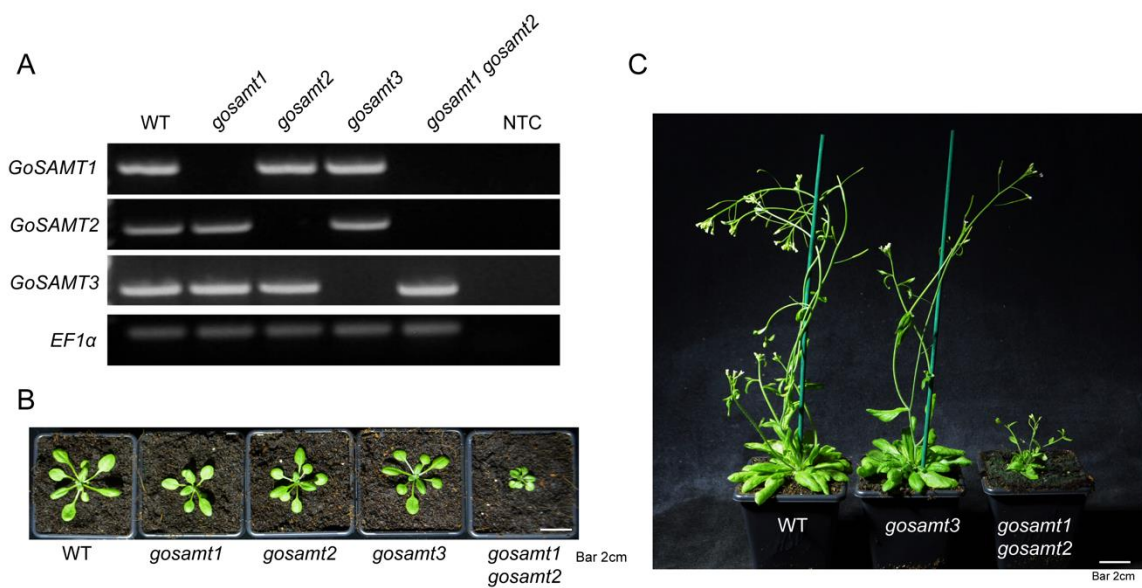 A
WT
gosamt1
gosamt2
gosamt3
gosamt1 gosamt2
NTC
GoSAMT1
GoSAMT2
GoSAMT3
EF1α
B
WT
gosamt1
gosamt2
gosamt3
gosamt1
gosamt2
Bar 2cm
C
WT
gosamt3
gosamt1
gosamt2
Bar 2cm